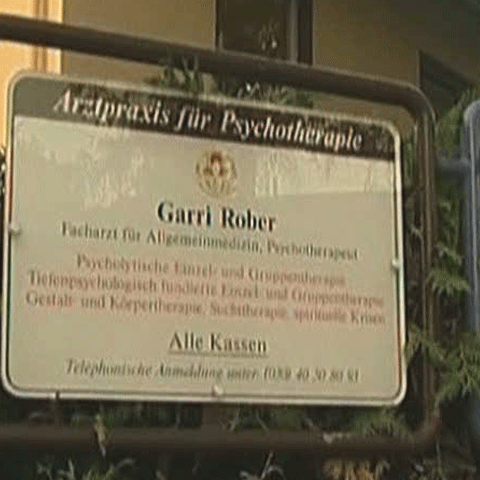 Arztpraxis für Psychotherapie
Garri Rober
Facharzt für Allgemeinmedizin, Psychotherapeut
Psycholytische Einzel- und Gruppentherapie
Tiefenpsychologisch fundierte Einzel- und Gruppentherapie
Gestalt- und Körpertherapie, Suchttherapie, spirituelle Krisen
Alle Kassen
Telephonische Anmeldung unter